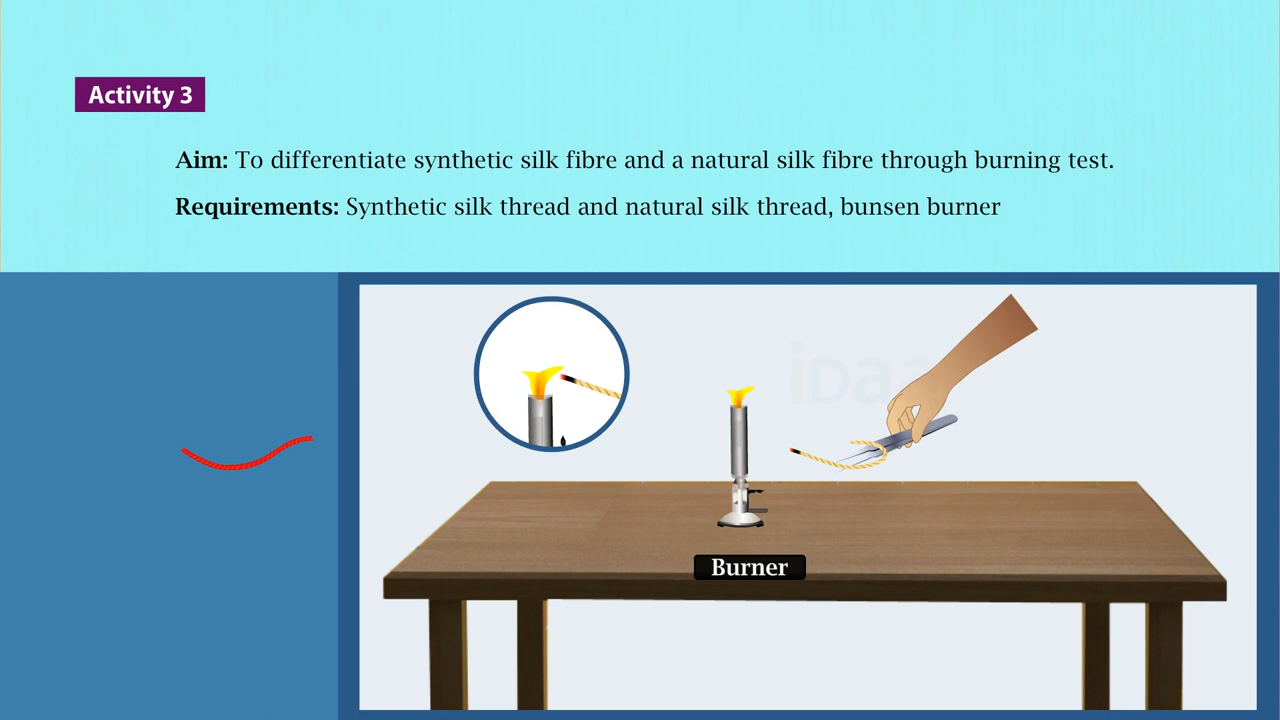 Activity 3
Aim: To differentiate synthetic silk fibre and a natural silk fibre through burning test.
Requirements: Synthetic silk thread and natural silk thread, bunsen burner
Burner